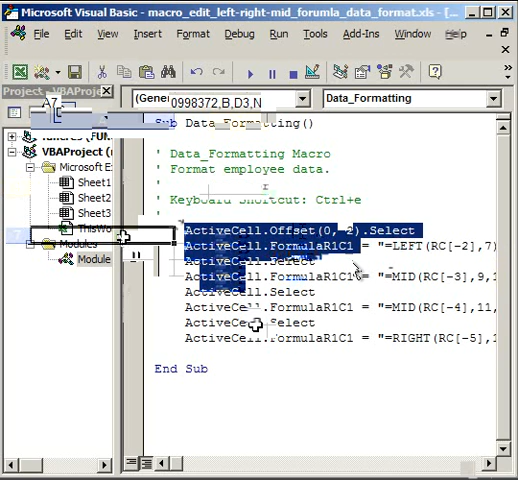 Microsoft Visual Basic - macro_edit_left-right-mid_forumla_data_format.xls
File Edit View Insert Format Debug Run
Tools Add-Ins Window Help
Project - VBAProject
A7
(Gene
0998372,B,D3,N
Data_Formatting
Sub Data_Formatting()
VBAProject (
Microsoft E
Sheet1
Sheet2
Sheet3
ThisWo
7
Modules
Module
' Data_Formatting Macro
' Format employee data.
'
' Keyboard Shortcut: Ctrl+e
ActiveCell.Offset(0, 2).Select
ActiveCell.FormulaR1C1 = "=LEFT(RC[-2],7)
ActiveCell.Select
ActiveCell.FormulaR1C1 = "=MID(RC[-3],9,1
ActiveCell.Select
ActiveCell.FormulaR1C1 = "=MID(RC[-4],11,
ActiveCell.Select
ActiveCell.FormulaR1C1 = "=RIGHT(RC[-5],1
End Sub